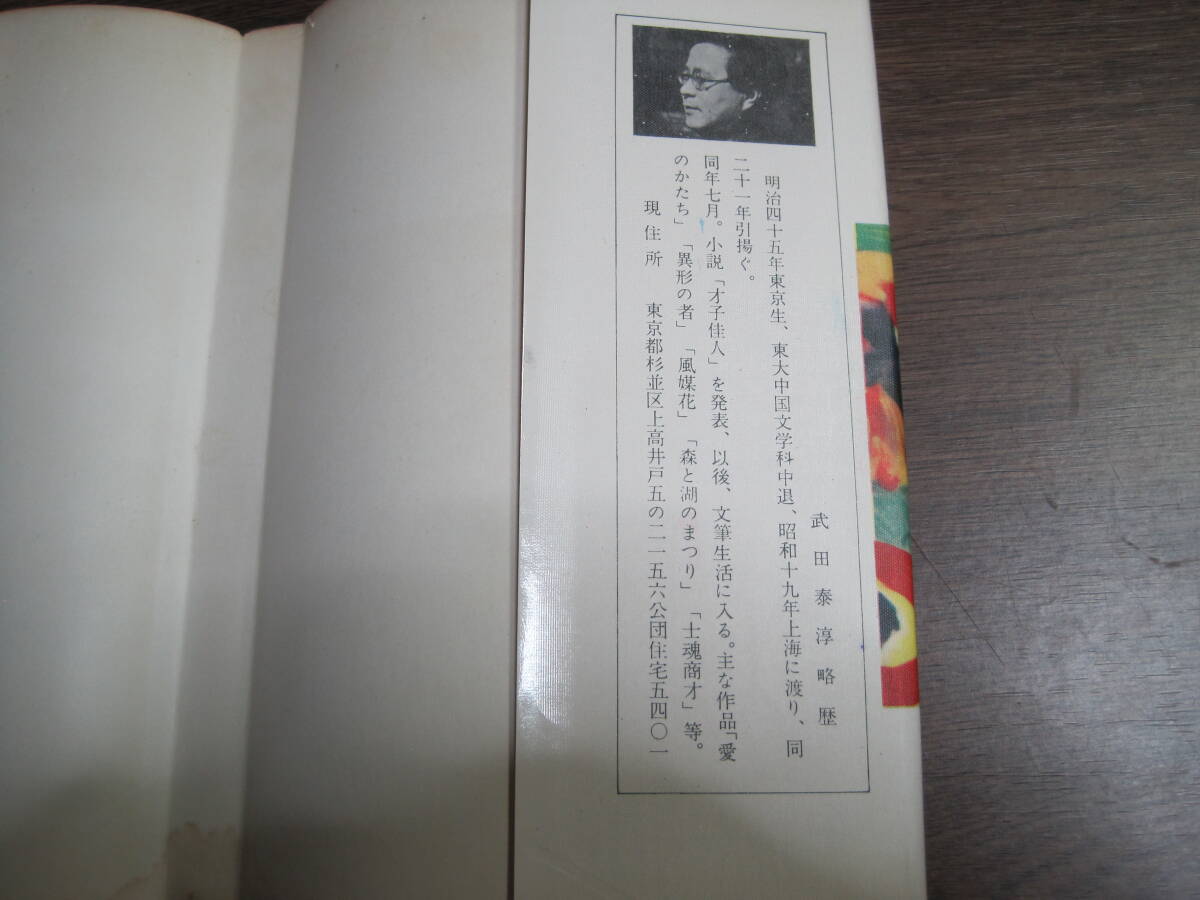 武田泰淳略歴
明治四十五年東京生、東大中国文学科中退、昭和十九年上海に渡り、同
二十一年引揚ぐ。
同年七月。小説「才子佳人」を発表、以後、文筆生活に入る。主な作品「愛
のかたち」「異形の者」「風媒花」「森と湖のまつり」「士魂商才」等。
現住所　東京都杉並区上高井戸五の二一五六公団住宅五四〇一